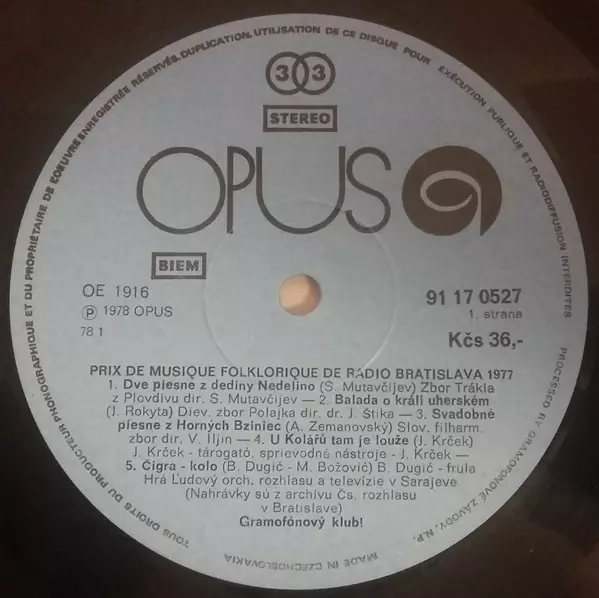 TOUS DROITS DU PRODUCTEUR PHONOGRAPHIQUE ET DU PROPRIÉTAIRE DE L'OEUVRE ENREGISTRÉE RÉSERVÉS. DUPLICATION, UTILISATION DE CE DISQUE POUR EXÉCUTION PUBLIQUE ET RADIODIFFUSION INTERDITES
33
STEREO
OPUS
BIEM
OE 1916
Ⓟ 1978 OPUS
78 1
91 17 0527
1. strana
Kčs 36,-
PRIX DE MUSIQUE FOLKLORIQUE DE RADIO BRATISLAVA 1977
1. Dve piesne z dediny Nedelino (S. Mutavčijev) Zbor Trákia
z Plovdivu dir. S. Mutavčijev — 2. Balada o králi uherském
(J. Rokyta) Diev. zbor Polajka dir. dr. J. Štika — 3. Svadobné
piesne z Horných Bziniec (A. Zemanovský) Slov. filharm.
zbor dir. V. Iljin — 4. U Kolářů tam je louže (J. Krček)
J. Krček - tárogató, sprievodné nástroje - J. Krček —
5. Čigra - kolo (B. Dugić - M. Božović) B. Dugić - frula
Hrá Ľudový orch. rozhlasu a televízie v Sarajeve
(Nahrávky sú z archívu Čs. rozhlasu
v Bratislave)
Gramofónový klub!
PROCESSED BY GRAMOFONOVÉ ZÁVODY, N.P.
MADE IN CZECHOSLOVAKIA